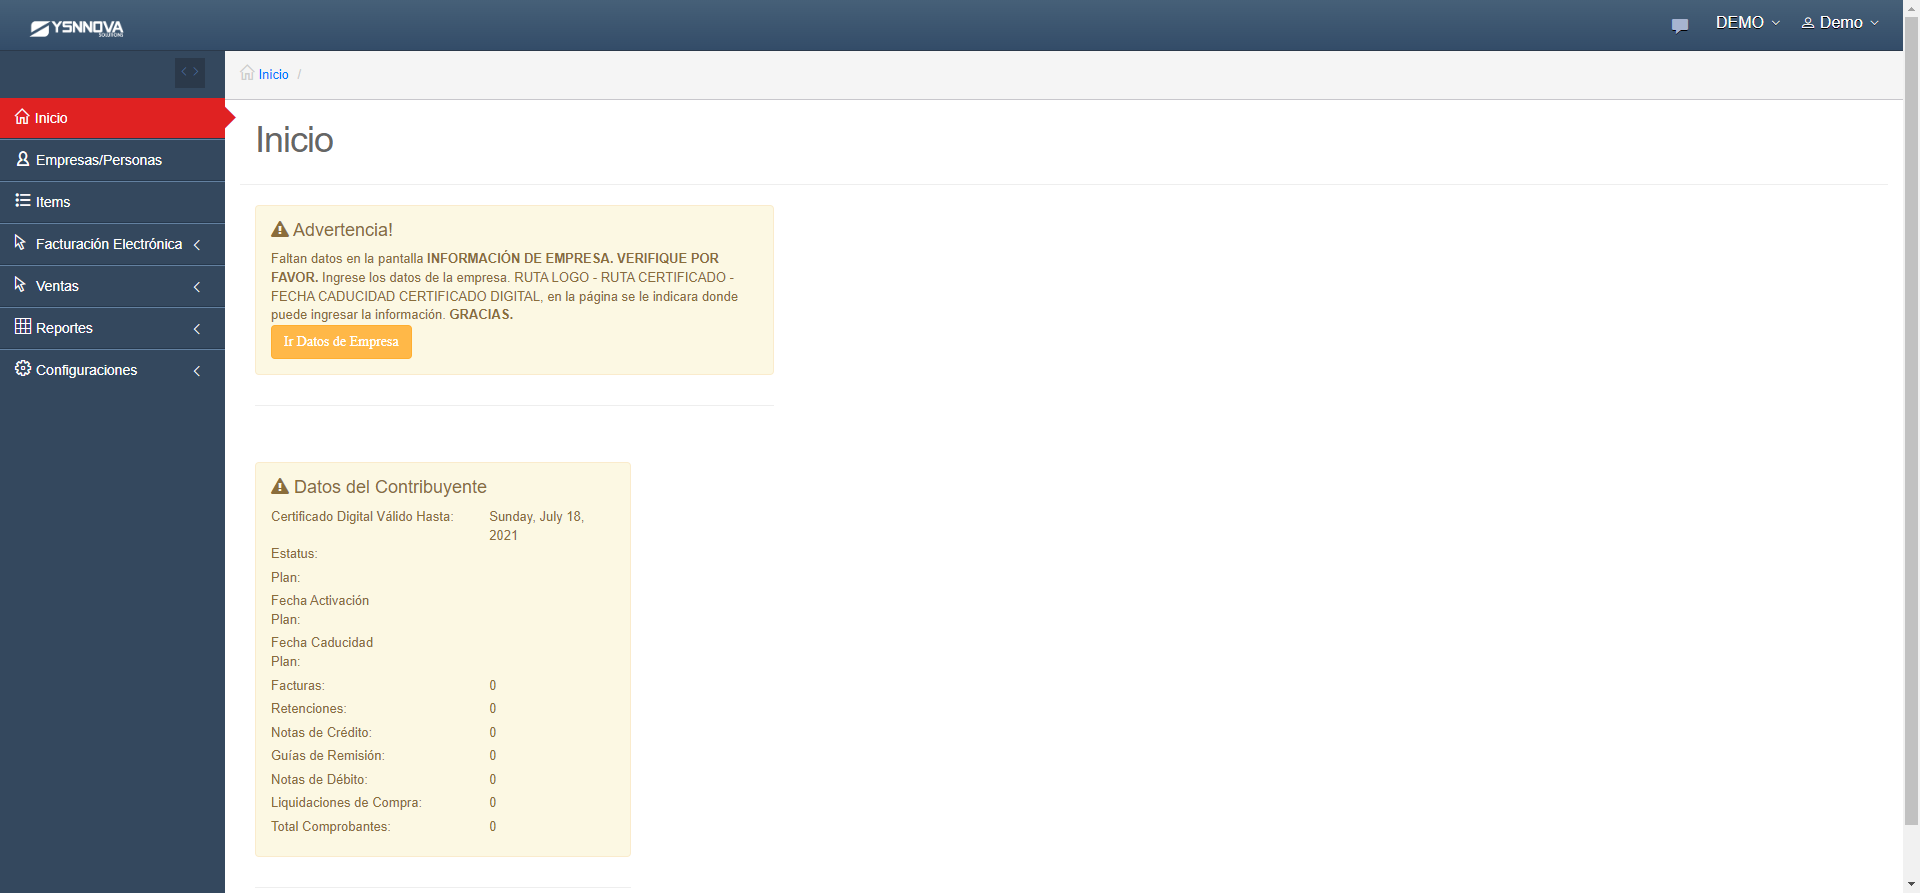 YSNNOVA
SOLUTIONS
DEMO
Demo
Inicio /
Inicio
Empresas/Personas
Items
Facturación Electrónica
Ventas
Reportes
Configuraciones
Inicio
Advertencia!
Faltan datos en la pantalla INFORMACIÓN DE EMPRESA. VERIFIQUE POR
FAVOR. Ingrese los datos de la empresa. RUTA LOGO - RUTA CERTIFICADO -
FECHA CADUCIDAD CERTIFICADO DIGITAL, en la página se le indicara donde
puede ingresar la información. GRACIAS.
Ir Datos de Empresa
Datos del Contribuyente
Certificado Digital Válido Hasta: Sunday, July 18,
2021
Estatus:
Plan:
Fecha Activación
Plan:
Fecha Caducidad
Plan:
Facturas: 0
Retenciones: 0
Notas de Crédito: 0
Guías de Remisión: 0
Notas de Débito: 0
Liquidaciones de Compra: 0
Total Comprobantes: 0